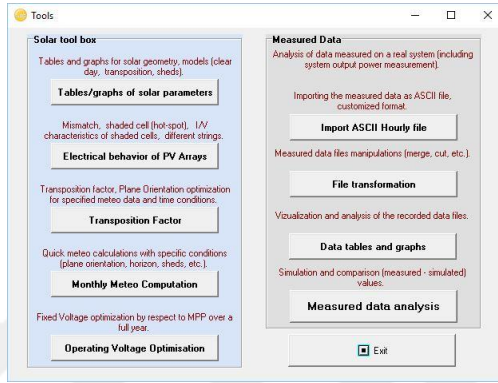 Tools
Solar tool box
Tables and graphs for solar geometry, models (clear
day, transposition, sheds).
Tables/graphs of solar parameters
Mismatch, shaded cell (hot-spot), I/V
characteristics of shaded cells, different strings.
Electrical behavior of PV Arrays
Transposition factor, Plane Orientation optimization
for specified meteo data and time conditions.
Transposition Factor
Quick meteo calculations with specific conditions
(plane orientation, horizon, sheds, etc.).
Monthly Meteo Computation
Fixed Voltage optimization by respect to MPP over a
full year.
Operating Voltage Optimisation
Measured Data
Analysis of data measured on a real system (including
system output power measurement).
Importing the measured data as ASCII file,
customized format.
Import ASCII Hourly file
Measured data files manipulations (merge, cut, etc.).
File transformation
Vizualization and analysis of the recorded data files.
Data tables and graphs
Simulation and comparison (measured - simulated)
values.
Measured data analysis
Exit